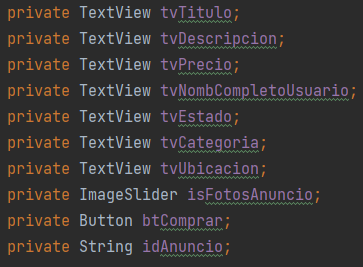 private TextView tvTitulo;
private TextView tvDescripcion;
private TextView tvPrecio;
private TextView tvNombCompletoUsuario;
private TextView tvEstado;
private TextView tvCategoria;
private TextView tvUbicacion;
private ImageSlider isFotosAnuncio;
private Button btComprar;
private String idAnuncio;